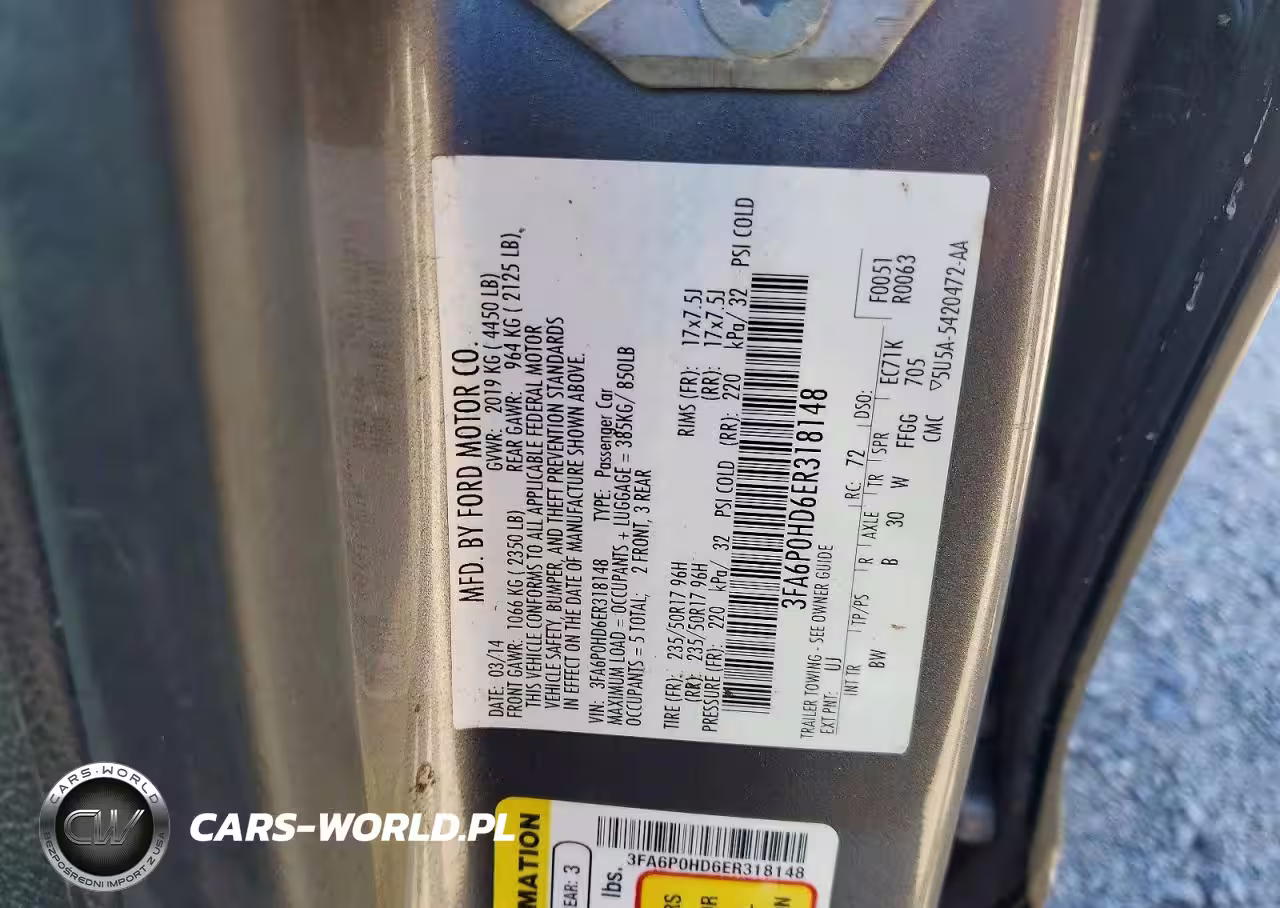 MFD. BY FORD MOTOR CO.
DATE: 03/14 GVWR: 2019 KG ( 4450 LB)
FRONT GAWR: 1066 KG ( 2350 LB) REAR GAWR: 964 KG ( 2125 LB),
THIS VEHICLE CONFORMS TO ALL APPLICABLE FEDERAL MOTOR
VEHICLE SAFETY, BUMPER, AND THEFT PREVENTION STANDARDS
IN EFFECT ON THE DATE OF MANUFACTURE SHOWN ABOVE.
VIN: 3FA6P0HD6ER318148 TYPE: Passenger Car
MAXIMUM LOAD = OCCUPANTS + LUGGAGE = 385KG/ 850LB
OCCUPANTS = 5 TOTAL; 2 FRONT, 3 REAR
TIRE (FR): 235/50R17 96H RIMS (FR): 17x7.5J
(RR): 235/50R17 96H (RR): 17x7.5J
PRESSURE (FR): 220 kPa/ 32 PSI COLD (RR): 220 kPa/ 32 PSI COLD
3FA6P0HD6ER318148
TRAILER TOWING - SEE OWNER GUIDE
EXT PNT: UJ RC: 72 DSO: F0051
R0063
INT TR TP/PS R AXLE TR SPR EC71K
BW B 30 W FFGG 705
CMC ▽5U5A-5420472-AA
3FA6P0HD6ER318148
MATION
EAR: 3
lbs.
CARS-WORLD
CW
BEZPOŚREDNI IMPORT Z USA
CARS-WORLD.PL